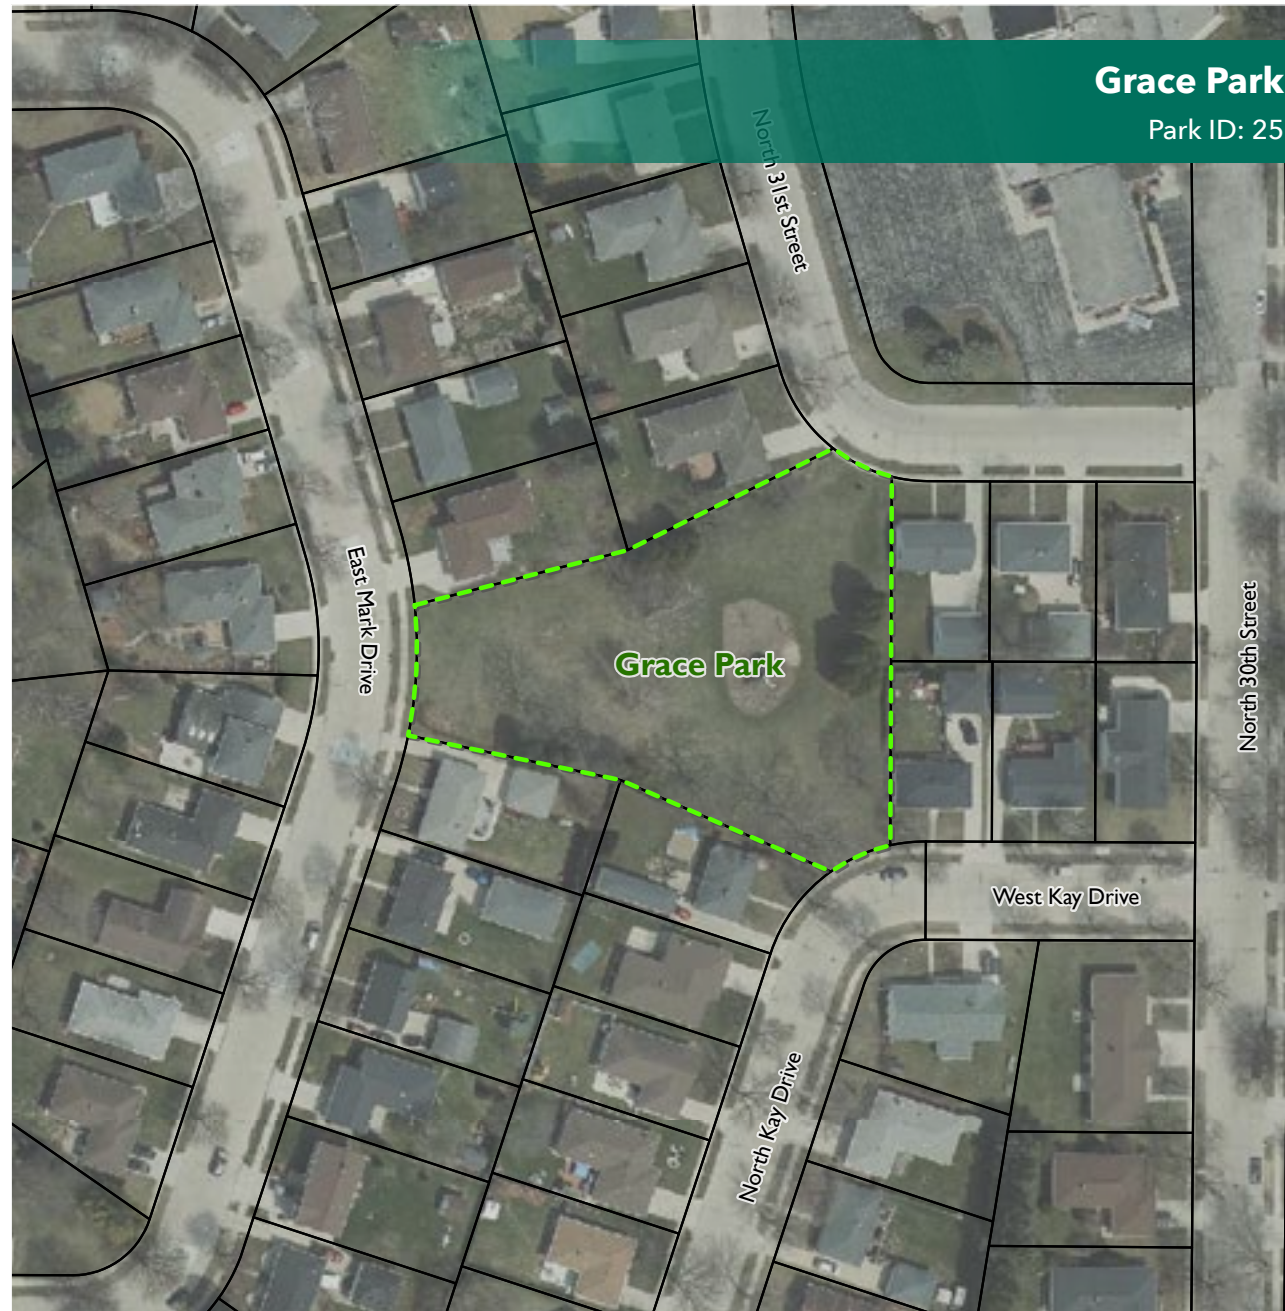 Grace Park
Park ID: 25
North 31st Street
East Mark Drive
Grace Park
North 30th Street
West Kay Drive
North Kay Drive